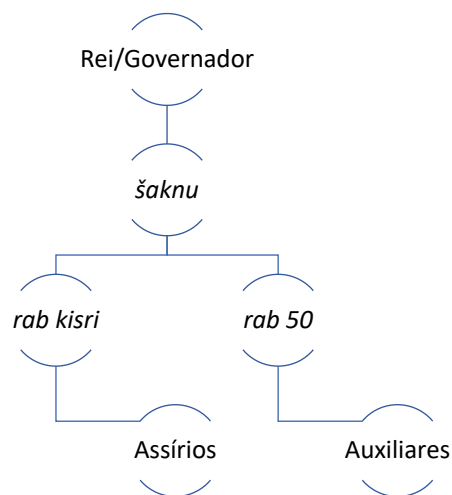 Rei/Governador
šaknu
rab kisri
rab 50
Assírios
Auxiliares